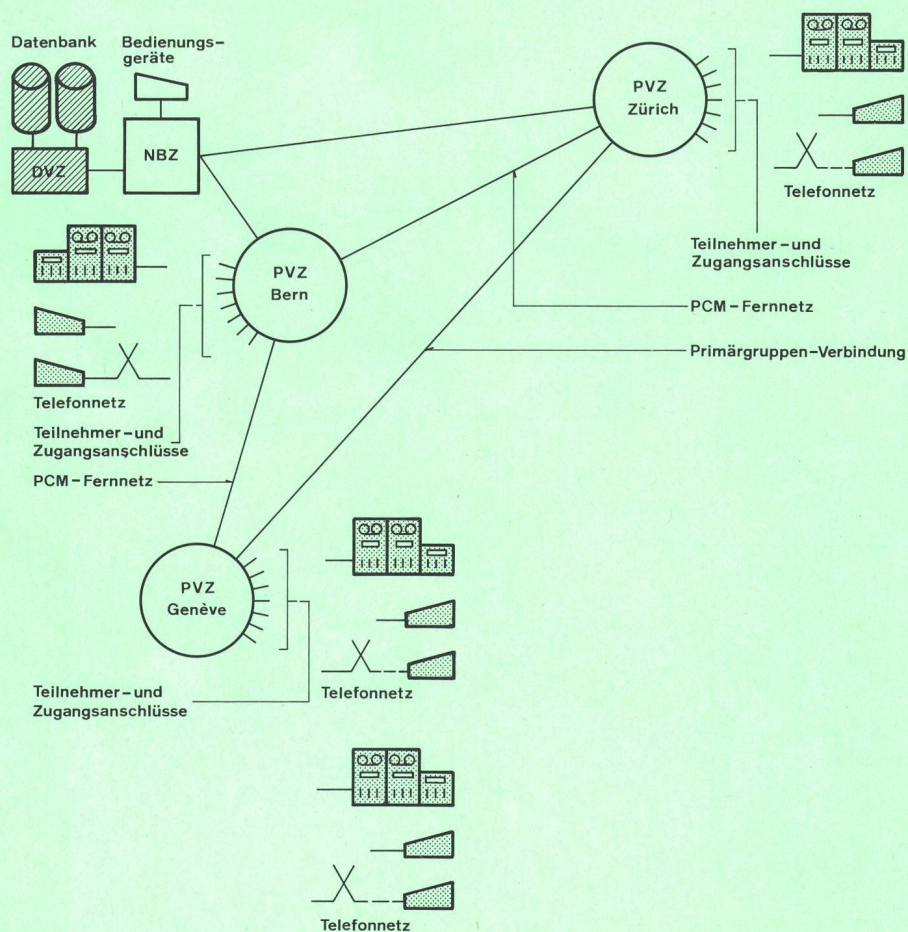 Datenbank
Bedienungs-
geräte
DVZ
NBZ
PVZ
Zürich
Telefonnetz
Teilnehmer- und
Zugangsanschlüsse
PCM-Fernnetz
Primärgruppen-Verbindung
PVZ
Bern
Telefonnetz
Teilnehmer- und
Zugangsanschlüsse
PCM-Fernnetz
PVZ
Genève
Teilnehmer- und
Zugangsanschlüsse
Telefonnetz
Telefonnetz